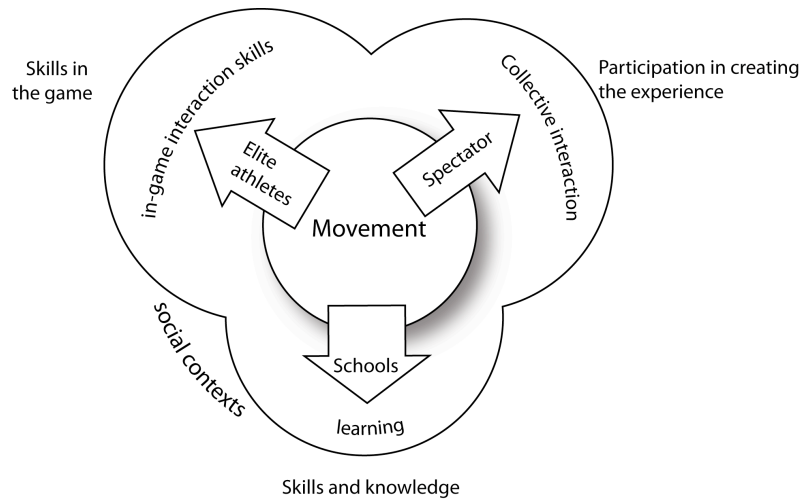 Skills in
the game
in-game interaction skills
Elite
athletes
Collective interaction
Participation in creating
the experience
Spectator
Movement
social contexts
Schools
learning
Skills and knowledge